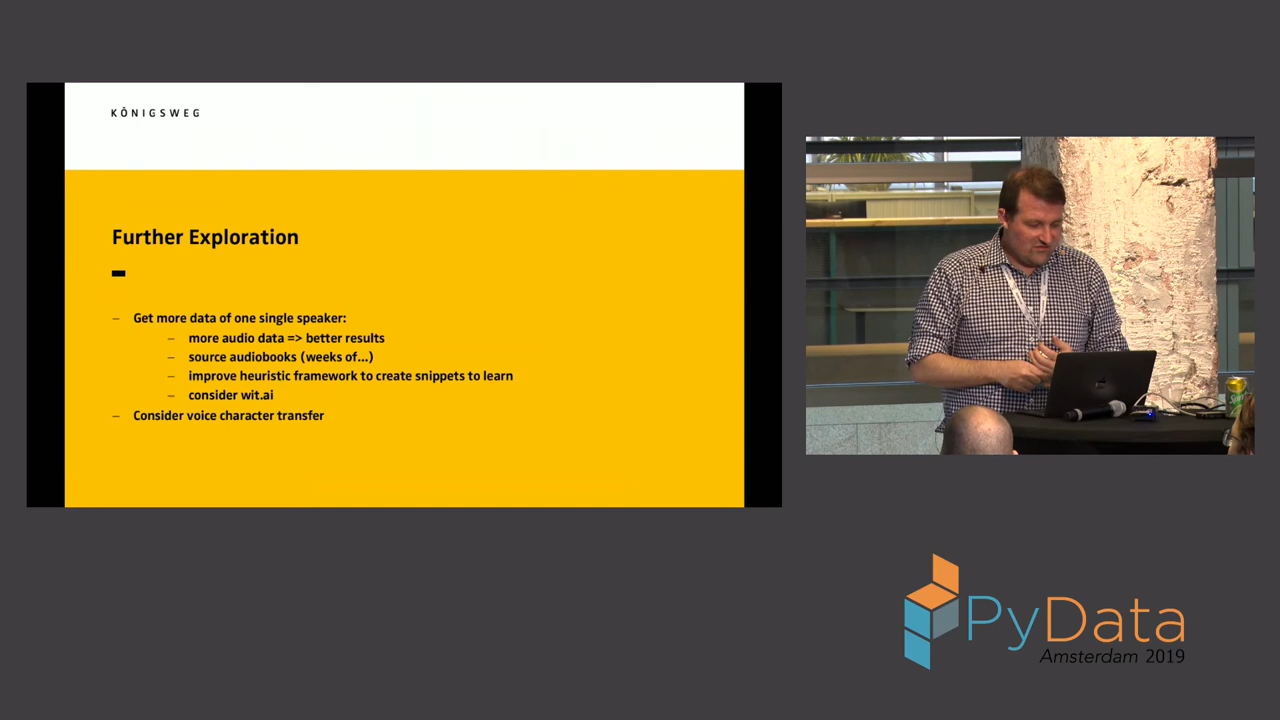 KÖNIGSWEG
Further Exploration
– Get more data of one single speaker:
– more audio data => better results
– source audiobooks (weeks of...)
– improve heuristic framework to create snippets to learn
– consider wit.ai
– Consider voice character transfer
PyData
Amsterdam 2019